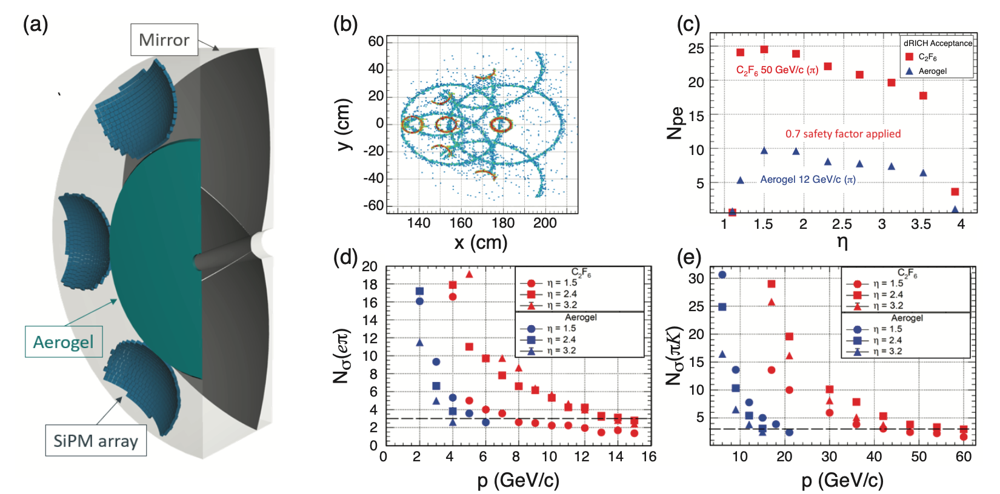 (a)
Mirror
Aerogel
SiPM array
(b)
60
40
20
0
-20
-40
-60
y (cm)
140 160 180 200
x (cm)
(c)
25
20
15
10
5
Npe
dRICH Acceptance
C₂F₆
Aerogel
C₂F₆ 50 GeV/c (π)
0.7 safety factor applied
Aerogel 12 GeV/c (π)
1 1.5 2 2.5 3 3.5 4
η
(d)
20
18
16
14
12
10
8
6
4
2
0
Nσ(eπ)
C₂F₆
η = 1.5
η = 2.4
η = 3.2
Aerogel
η = 1.5
η = 2.4
η = 3.2
0 2 4 6 8 10 12 14 16
p (GeV/c)
(e)
30
25
20
15
10
5
Nσ(πK)
C₂F₆
η = 1.5
η = 2.4
η = 3.2
Aerogel
η = 1.5
η = 2.4
η = 3.2
10 20 30 40 50 60
p (GeV/c)